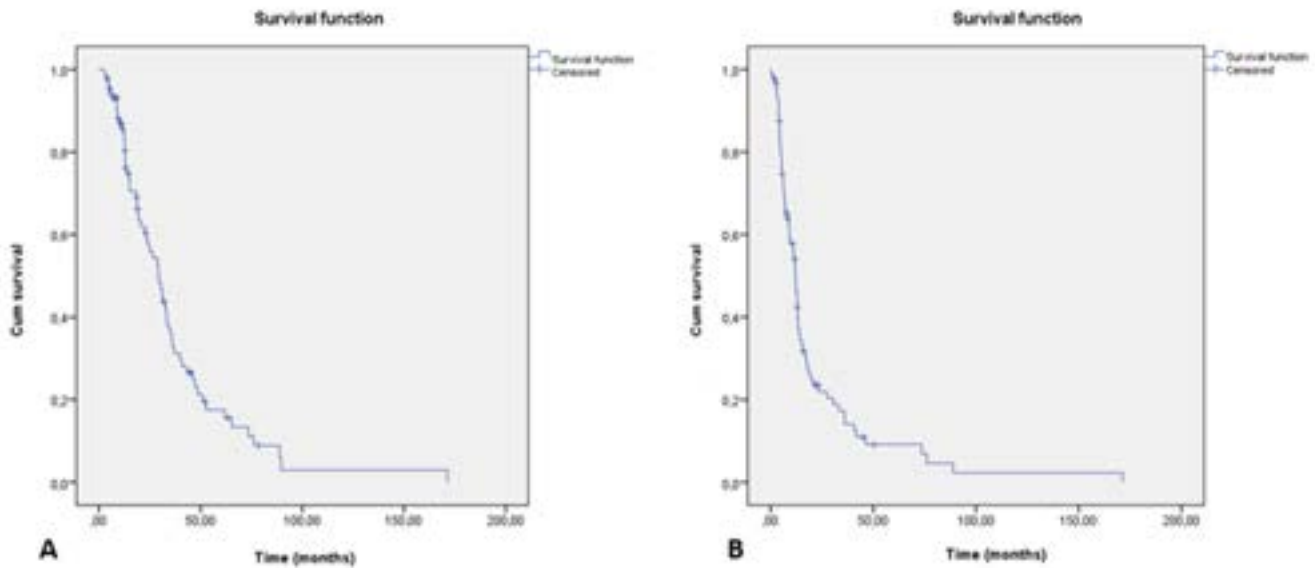 Survival function
Survival function
Censored
1,0
0,8
0,6
0,4
0,2
0,0
Cum survival
,00
50,00
100,00
150,00
200,00
Time (months)
A
Survival function
Survival function
Censored
1,0
0,8
0,6
0,4
0,2
0,0
Cum survival
,00
50,00
100,00
150,00
200,00
Time (months)
B